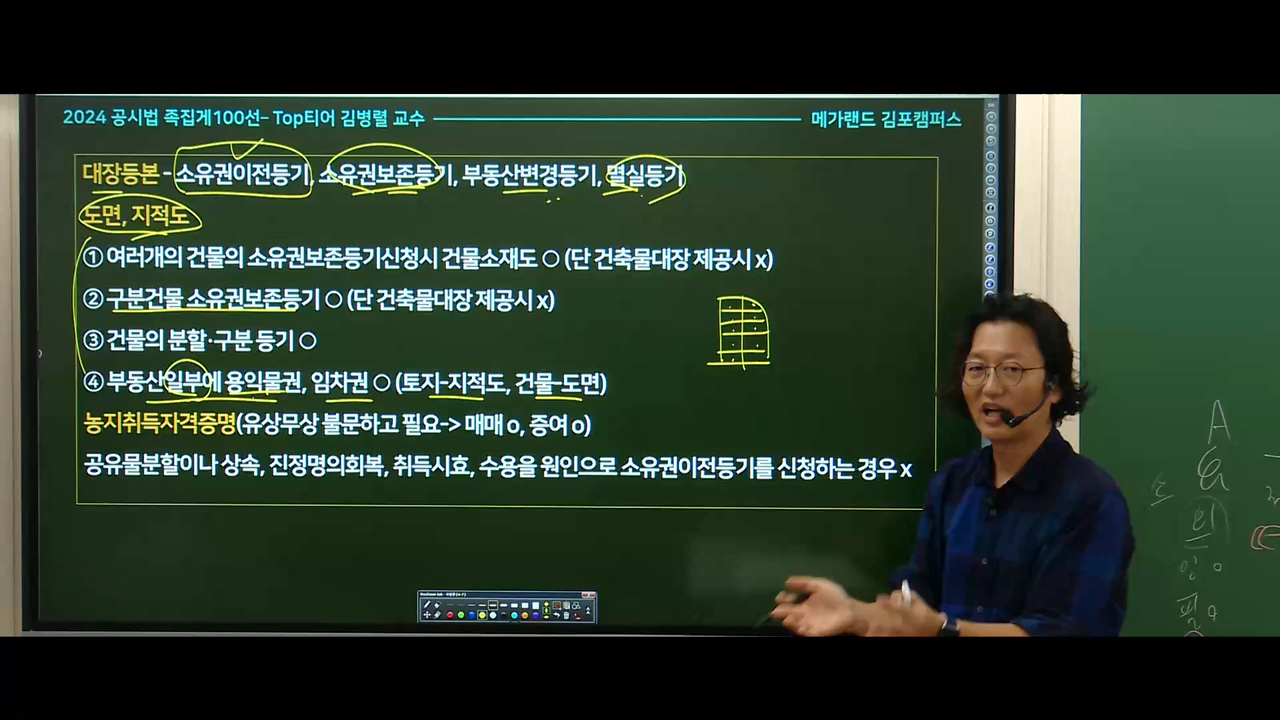 2024 공시법 족집게100선– Top티어 김병렬 교수
메가랜드 김포캠퍼스
대장등본 - 소유권이전등기, 소유권보존등기, 부동산변경등기, 멸실등기
도면, 지적도
① 여러개의 건물의 소유권보존등기신청시 건물소재도 ○ (단 건축물대장 제공시 x)
② 구분건물 소유권보존등기 ○ (단 건축물대장 제공시 x)
③ 건물의 분할·구분 등기 ○
④ 부동산일부에 용익물권, 임차권 ○ (토지-지적도, 건물-도면)
농지취득자격증명(유상무상 불문하고 필요-> 매매 o, 증여 o)
공유물분할이나 상속, 진정명의회복, 취득시효, 수용을 원인으로 소유권이전등기를 신청하는 경우 x
A